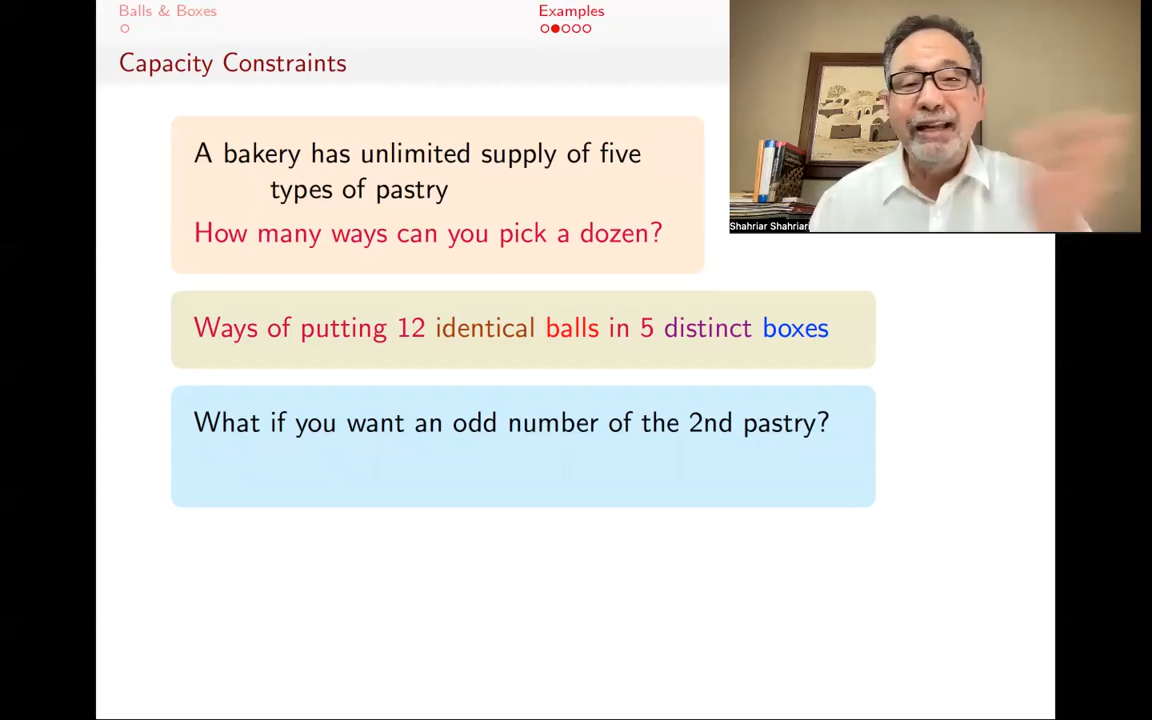 Balls & Boxes
Examples
Capacity Constraints
A bakery has unlimited supply of five
types of pastry
How many ways can you pick a dozen?
Shahriar Shahriari
Ways of putting 12 identical balls in 5 distinct boxes
What if you want an odd number of the 2nd pastry?